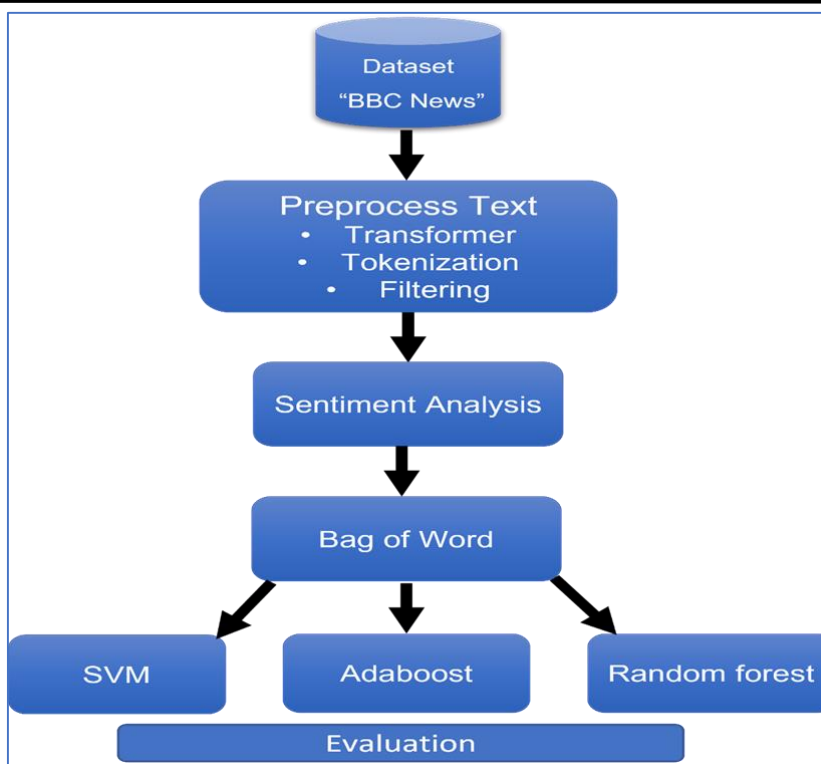 Dataset
“BBC News”
Preprocess Text
• Transformer
• Tokenization
• Filtering
Sentiment Analysis
Bag of Word
SVM
Adaboost
Random forest
Evaluation